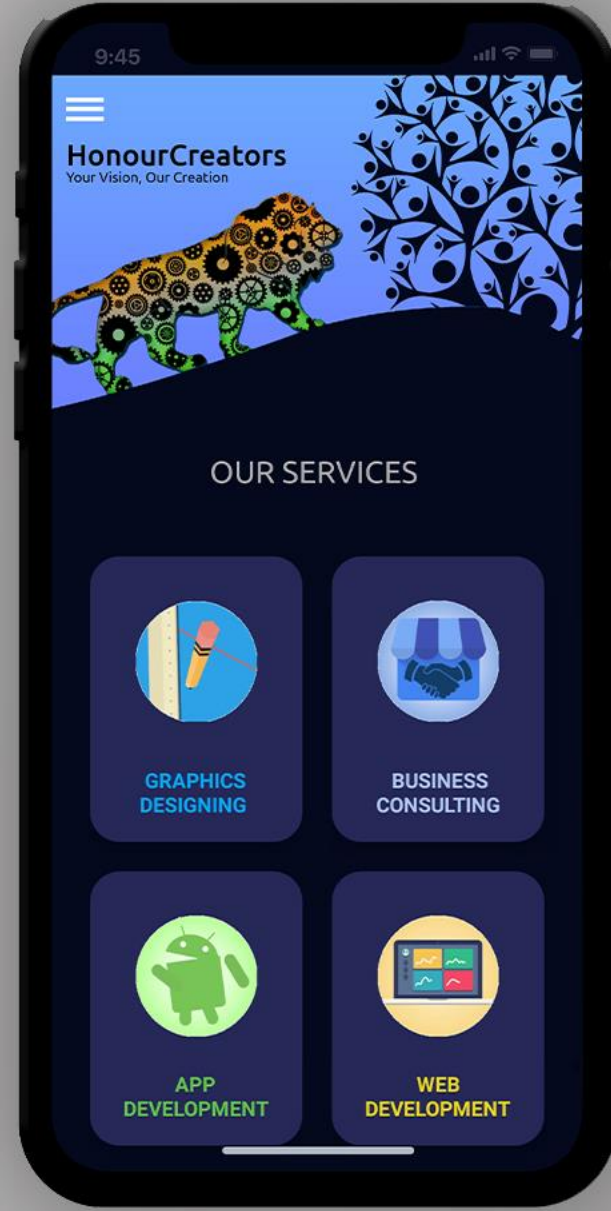 9:45
HonourCreators
Your Vision, Our Creation
OUR SERVICES
GRAPHICS
DESIGNING
BUSINESS
CONSULTING
APP
DEVELOPMENT
WEB
DEVELOPMENT